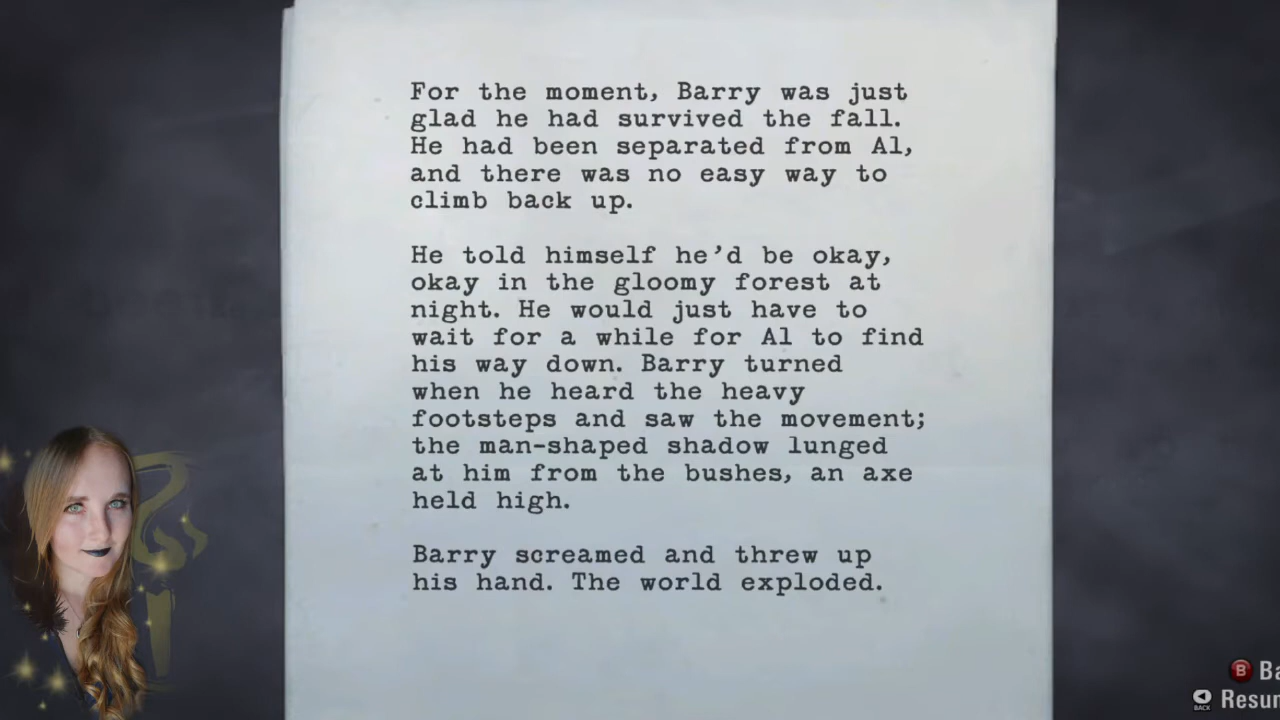 For the moment, Barry was just
glad he had survived the fall.
He had been separated from Al,
and there was no easy way to
climb back up.
He told himself he'd be okay,
okay in the gloomy forest at
night. He would just have to
wait for a while for Al to find
his way down. Barry turned
when he heard the heavy
footsteps and saw the movement;
the man-shaped shadow lunged
at him from the bushes, an axe
held high.
Barry screamed and threw up
his hand. The world exploded.
B Ba
BACK Resum